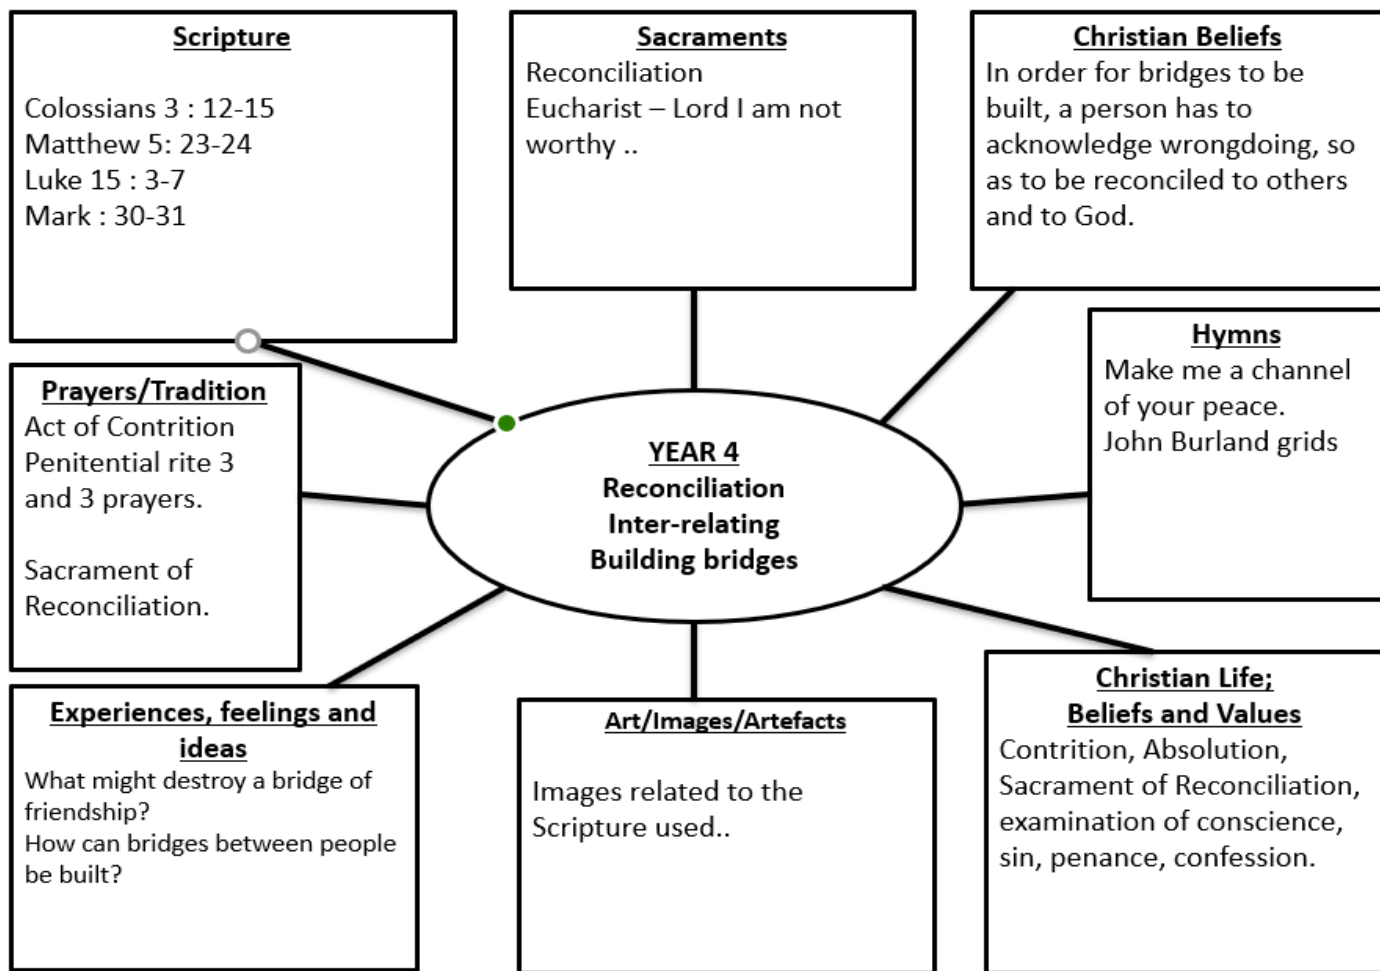 Scripture
Colossians 3 : 12-15
Matthew 5: 23-24
Luke 15 : 3-7
Mark : 30-31
Sacraments
Reconciliation
Eucharist – Lord I am not
worthy ..
Christian Beliefs
In order for bridges to be
built, a person has to
acknowledge wrongdoing, so
as to be reconciled to others
and to God.
Prayers/Tradition
Act of Contrition
Penitential rite 3
and 3 prayers.
Sacrament of
Reconciliation.
YEAR 4
Reconciliation
Inter-relating
Building bridges
Hymns
Make me a channel
of your peace.
John Burland grids
Experiences, feelings and
ideas
What might destroy a bridge of
friendship?
How can bridges between people
be built?
Art/Images/Artefacts
Images related to the
Scripture used..
Christian Life;
Beliefs and Values
Contrition, Absolution,
Sacrament of Reconciliation,
examination of conscience,
sin, penance, confession.